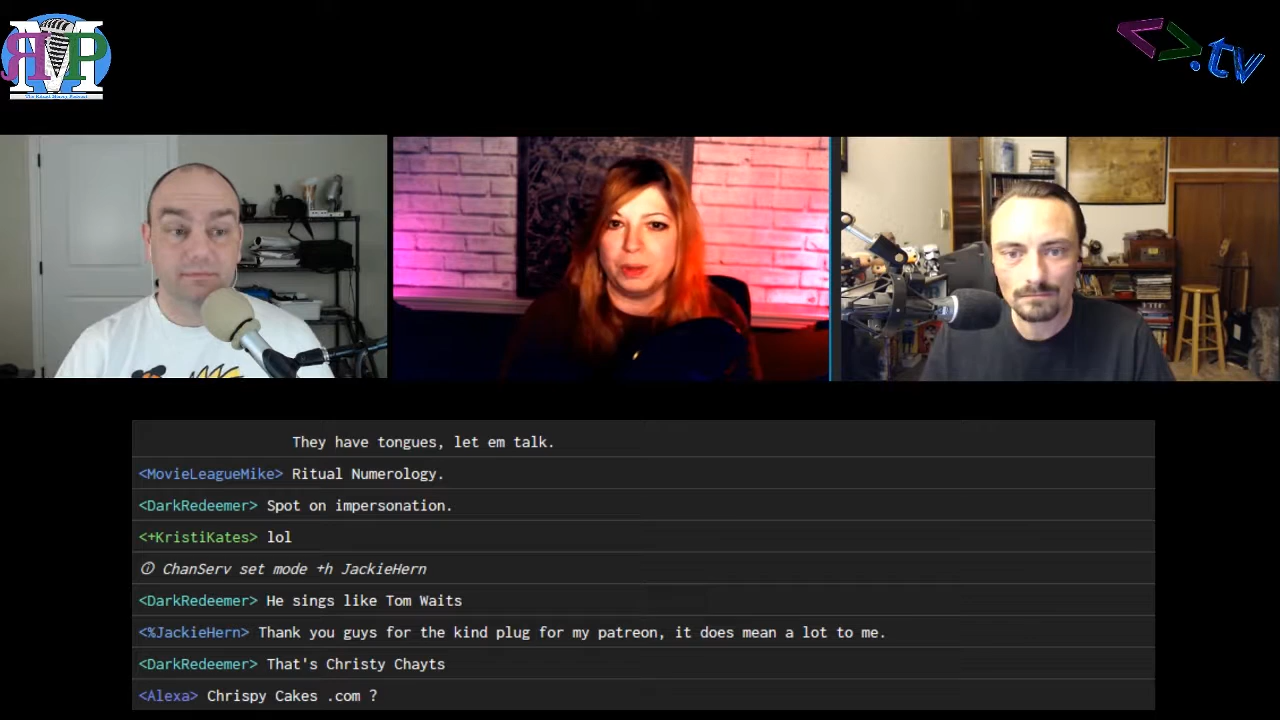 RMP
<>.tv
They have tongues, let em talk.
<MovieLeagueMike> Ritual Numerology.
<DarkRedeemer> Spot on impersonation.
<+KristiKates> lol
ChanServ set mode +h JackieHern
<DarkRedeemer> He sings like Tom Waits
<%JackieHern> Thank you guys for the kind plug for my patreon, it does mean a lot to me.
<DarkRedeemer> That's Christy Chayts
<Alexa> Chrispy Cakes .com ?